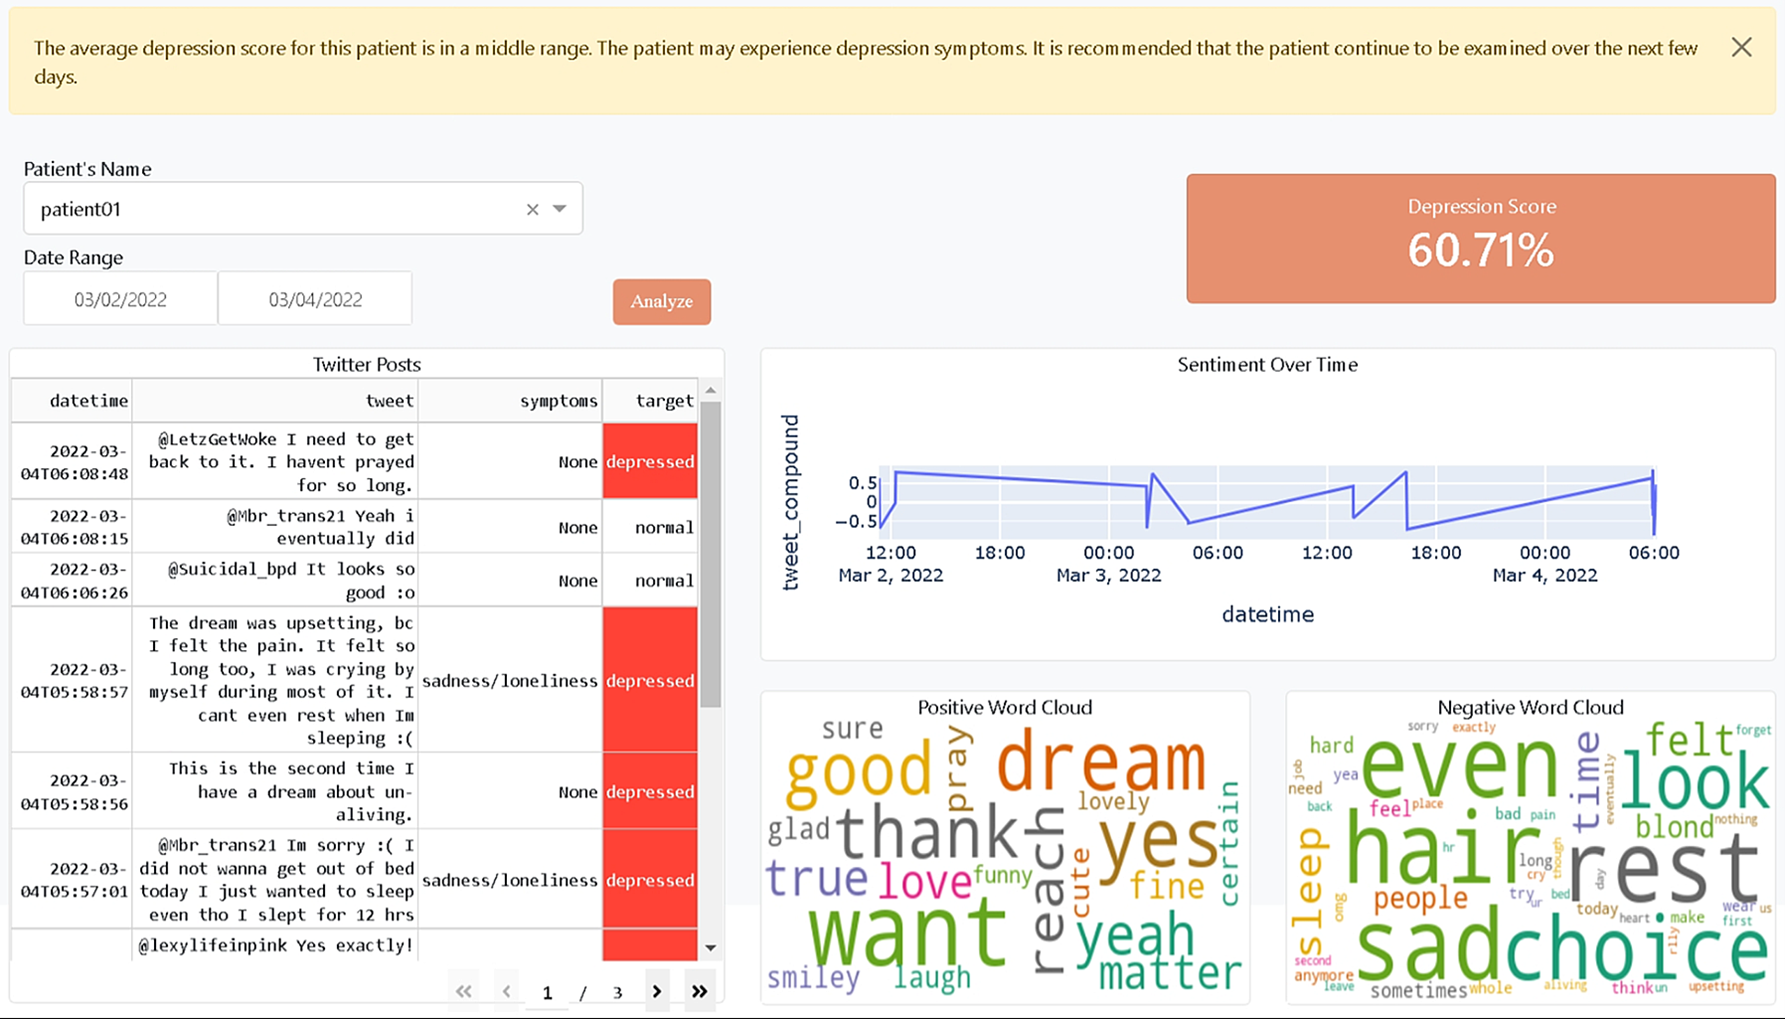 The average depression score for this patient is in a middle range. The patient may experience depression symptoms. It is recommended that the patient continue to be examined over the next few
days.
Patient's Name
patient01
Date Range
03/02/2022 03/04/2022
Analyze
Depression Score
60.71%
Twitter Posts
datetime tweet symptoms target
2022-03-
04T06:08:48
@LetzGetWoke I need to get
back to it. I havent prayed
for so long.
None
depressed
2022-03-
04T06:08:15
@Mbr_trans21 Yeah i
eventually did
None
normal
2022-03-
04T06:06:26
@Suicidal_bpd It looks so
good :o
None
normal
2022-03-
04T05:58:57
The dream was upsetting, bc
I felt the pain. It felt so
long too, I was crying by
myself during most of it. I
cant even rest when Im
sleeping :(
sadness/loneliness
depressed
2022-03-
04T05:58:56
This is the second time I
have a dream about un-
aliving.
None
depressed
2022-03-
04T05:57:01
@Mbr_trans21 Im sorry :( I
did not wanna get out of bed
today I just wanted to sleep
even tho I slept for 12 hrs
sadness/loneliness
depressed
@lexylifeinpink Yes exactly!
1 / 3
Sentiment Over Time
tweet_compound
0.5
0
−0.5
12:00 18:00 00:00 06:00 12:00 18:00 00:00 06:00
Mar 2, 2022 Mar 3, 2022 Mar 4, 2022
datetime
Positive Word Cloud
sure
good
pray
dream
lovely
glad
thank
reach
yes
certain
true
love
funny
cute
fine
want
yeah
smiley
laugh
matter
Negative Word Cloud
sorry
exactly
hard
even
time
felt
forget
job
yea
need
eventually
look
back
feel
place
bad
pain
blond
nothing
hair
hr
long
though
rest
cry
day
sleep
omg
people
try
ur
bed
today
heart
make
wear
us
first
sad
choice
rlly
second
anymore
leave
sometimes
whole
aliving
think
un
upsetting